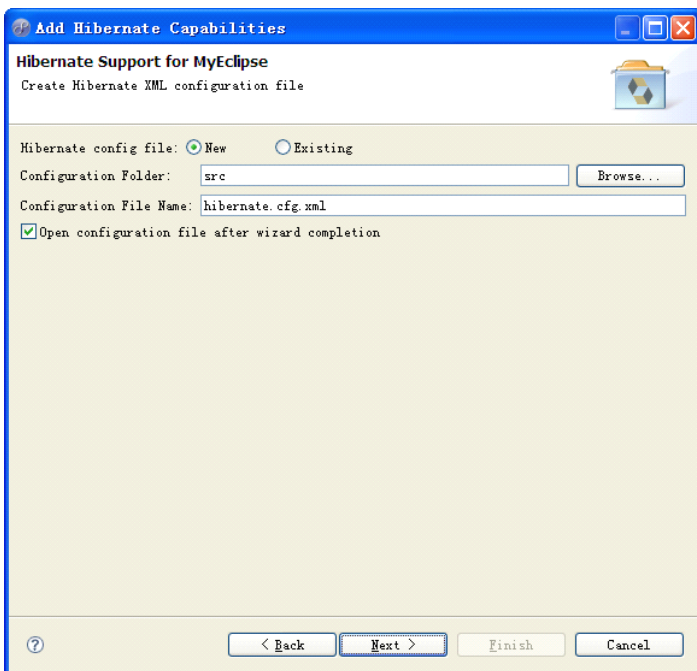 Add Hibernate Capabilities
Hibernate Support for MyEclipse
Create Hibernate XML configuration file
Hibernate config file: New Existing
Configuration Folder: src Browse...
Configuration File Name: hibernate.cfg.xml
Open configuration file after wizard completion
? < Back Next > Finish Cancel